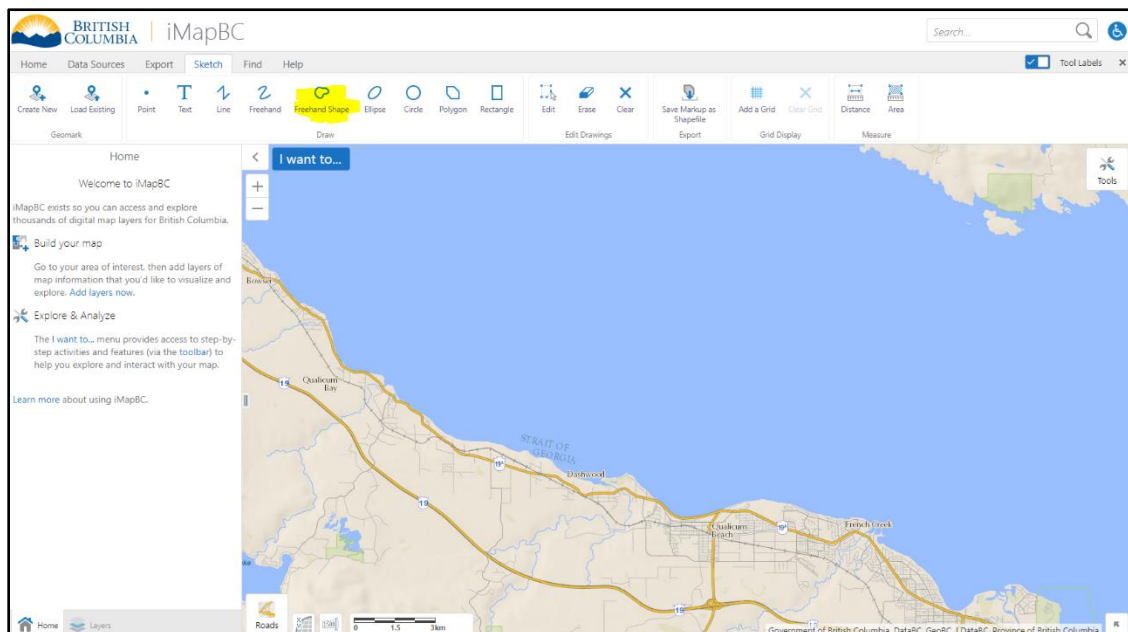 BRITISH
COLUMBIA
iMapBC
Search...
Home Data Sources Export Sketch Find Help
Tool Labels
Create New Load Existing Point Text Line Freehand Freehand Shape Ellipse Circle Polygon Rectangle Edit Erase Clear Save Markup as Shapefile Add a Grid Clear Grid Distance Area
Geomark Draw Edit Drawings Export Grid Display Measure
Home
I want to...
Tools
Welcome to iMapBC
iMapBC exists so you can access and explore
thousands of digital map layers for British Columbia.
Build your map
Go to your area of interest, then add layers of
map information that you'd like to visualize and
explore. Add layers now.
Explore & Analyze
The I want to... menu provides access to step-by-
step activities and features (via the toolbar) to
help you explore and interact with your map.
Learn more about using iMapBC.
Bowser
19
Qualicum
Bay
STRAIT OF
GEORGIA
19A
Dashwood
19
Qualicum
Beach
19A
French Creek
19
Home Layers
Roads
0 1.5 3km
Government of British Columbia, DataBC, GeoBC | DataBC, Province of British Columbia